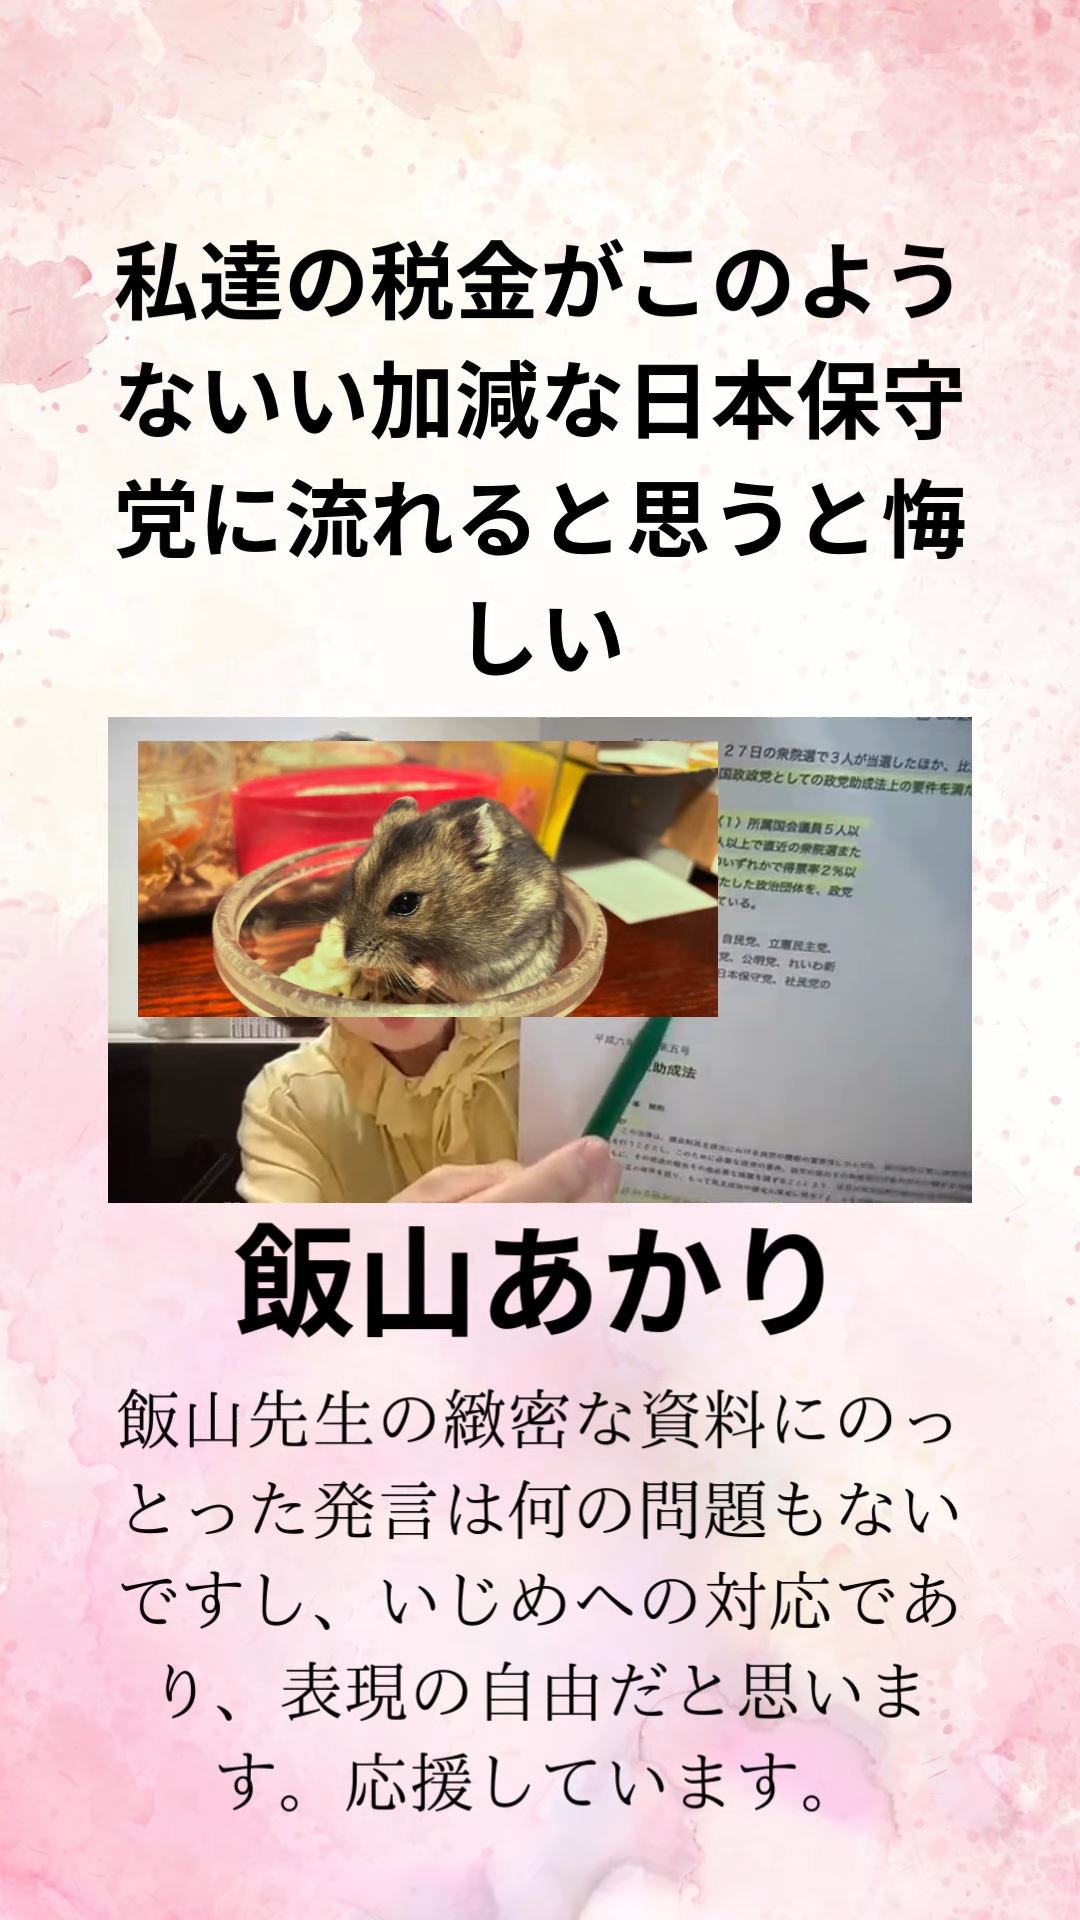 私達の税金がこのよう
ないい加減な日本保守
党に流れると思うと悔
しい
27日の衆院選で3人が当選したほか、比
国政政党としての政党助成法上の要件を満た
(1)所属国会議員5人以
人以上で直近の衆院選また
いずれかで得票率2%以
たした政治団体を、政党
ている。
自民党、立憲民主党、
党、公明党、れいわ新
日本保守党、社民党の
平成六年
第五号
助成法
飯山あかり
飯山先生の緻密な資料にのっ
とった発言は何の問題もない
ですし、いじめへの対応であ
り、表現の自由だと思いま
す。応援しています。